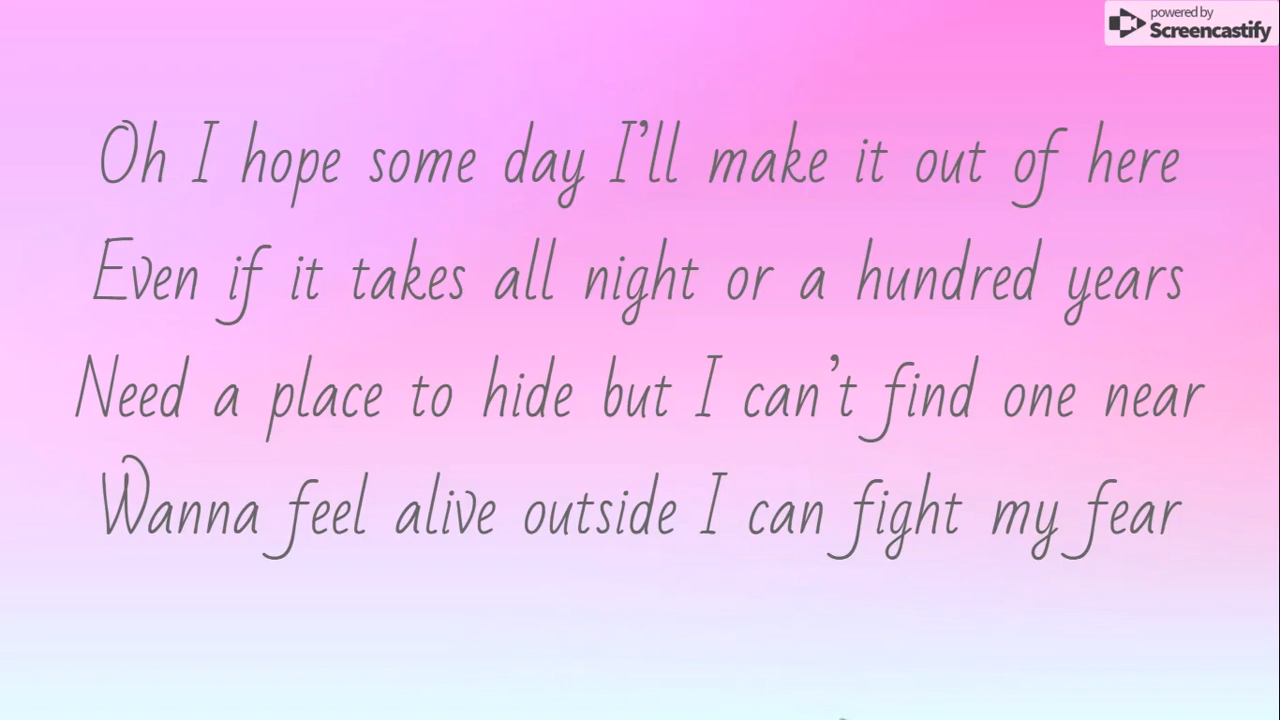 powered by
Screencastify
Oh I hope some day I’ll make it out of here
Even if it takes all night or a hundred years
Need a place to hide but I can’t find one near
Wanna feel alive outside I can fight my fear